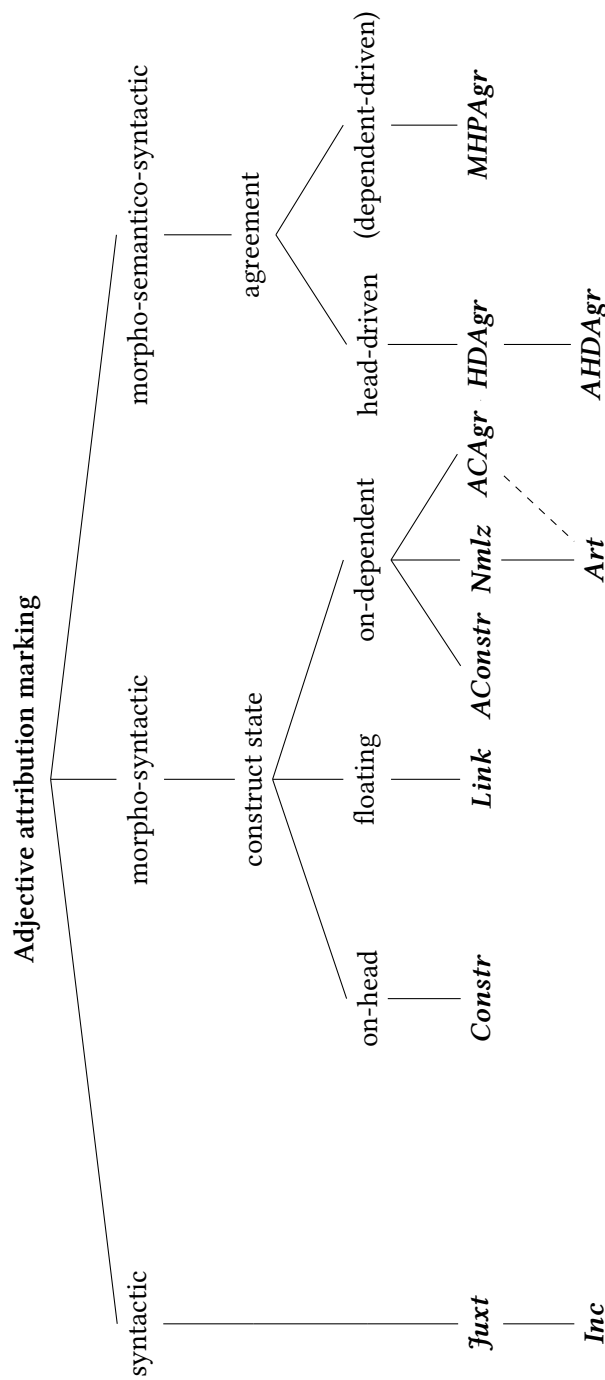 Adjective attribution marking
syntactic morpho-syntactic morpho-semantico-syntactic
construct state agreement
on-head floating on-dependent head-driven (dependent-driven)
Juxt Constr Link AConstr Nmlz ACAgr HDAgr MHPAgr
Inc Art AHDAgr